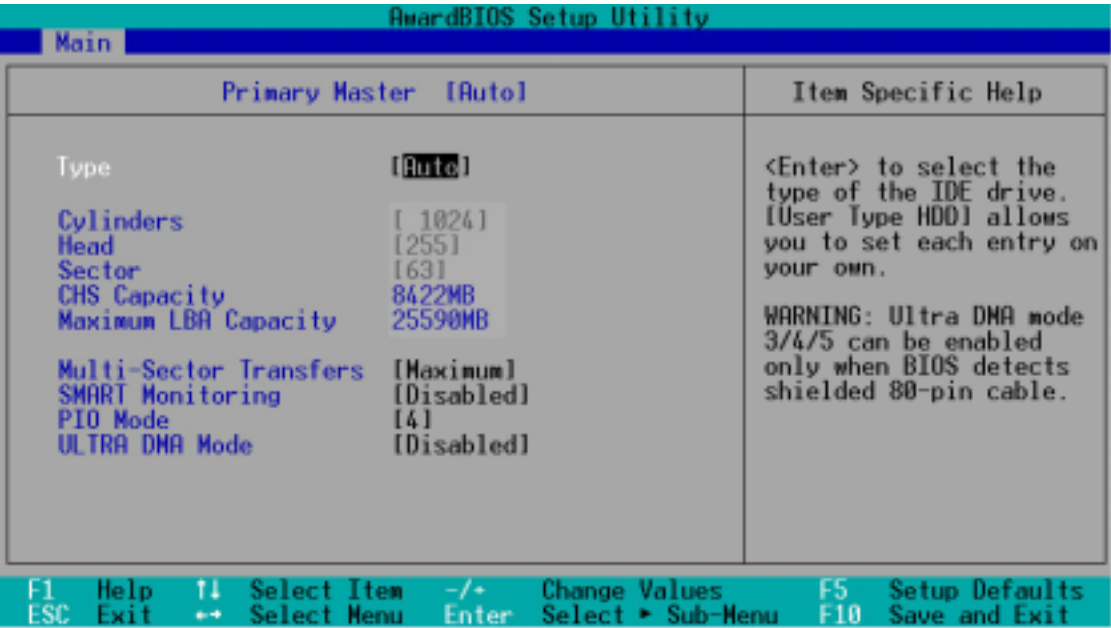 AwardBIOS Setup Utility
Main
Primary Master [Auto]
Item Specific Help
Type [Auto]
Cylinders [ 1024]
Head [255]
Sector [63]
CHS Capacity 8422MB
Maximum LBA Capacity 25590MB
Multi-Sector Transfers [Maximum]
SMART Monitoring [Disabled]
PIO Mode [4]
ULTRA DMA Mode [Disabled]
<Enter> to select the
type of the IDE drive.
[User Type HDD] allows
you to set each entry on
your own.
WARNING: Ultra DMA mode
3/4/5 can be enabled
only when BIOS detects
shielded 80-pin cable.
F1 Help ↑↓ Select Item -/+ Change Values F5 Setup Defaults
ESC Exit ←→ Select Menu Enter Select ► Sub-Menu F10 Save and Exit